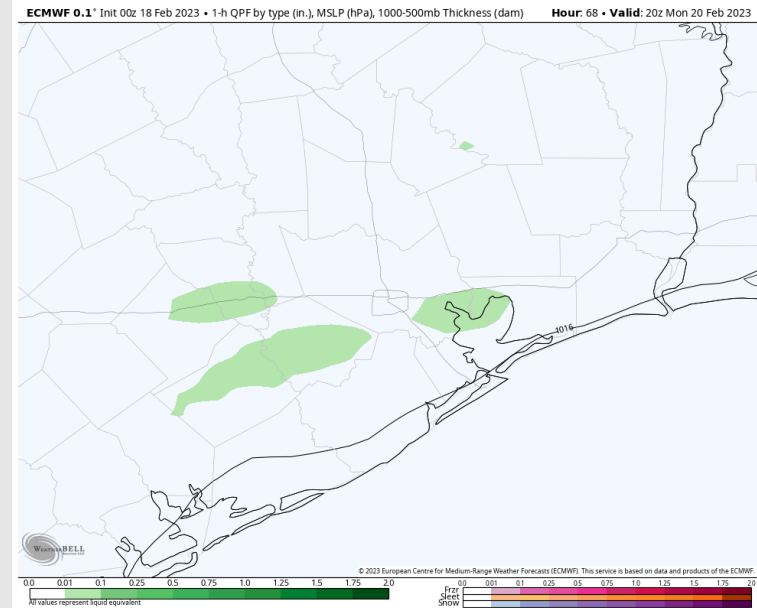 ECMWF 0.1° Init 00z 18 Feb 2023 • 1-h QPF by type (in.), MSLP (hPa), 1000-500mb Thickness (dam) Hour: 68 • Valid: 20z Mon 20 Feb 2023
1016
WeatherBELL
© 2023 European Centre for Medium-Range Weather Forecasts (ECMWF). This service is based on data and products of the ECMWF.
0.0 0.01 0.1 0.25 0.5 0.75 1.0 1.25 1.5 1.75 2.0
0.0 0.01 0.1 0.25 0.5 0.75 1.0 1.25 1.5 1.75 2.0
Frzr
Sleet
Snow
All values represent liquid equivalent